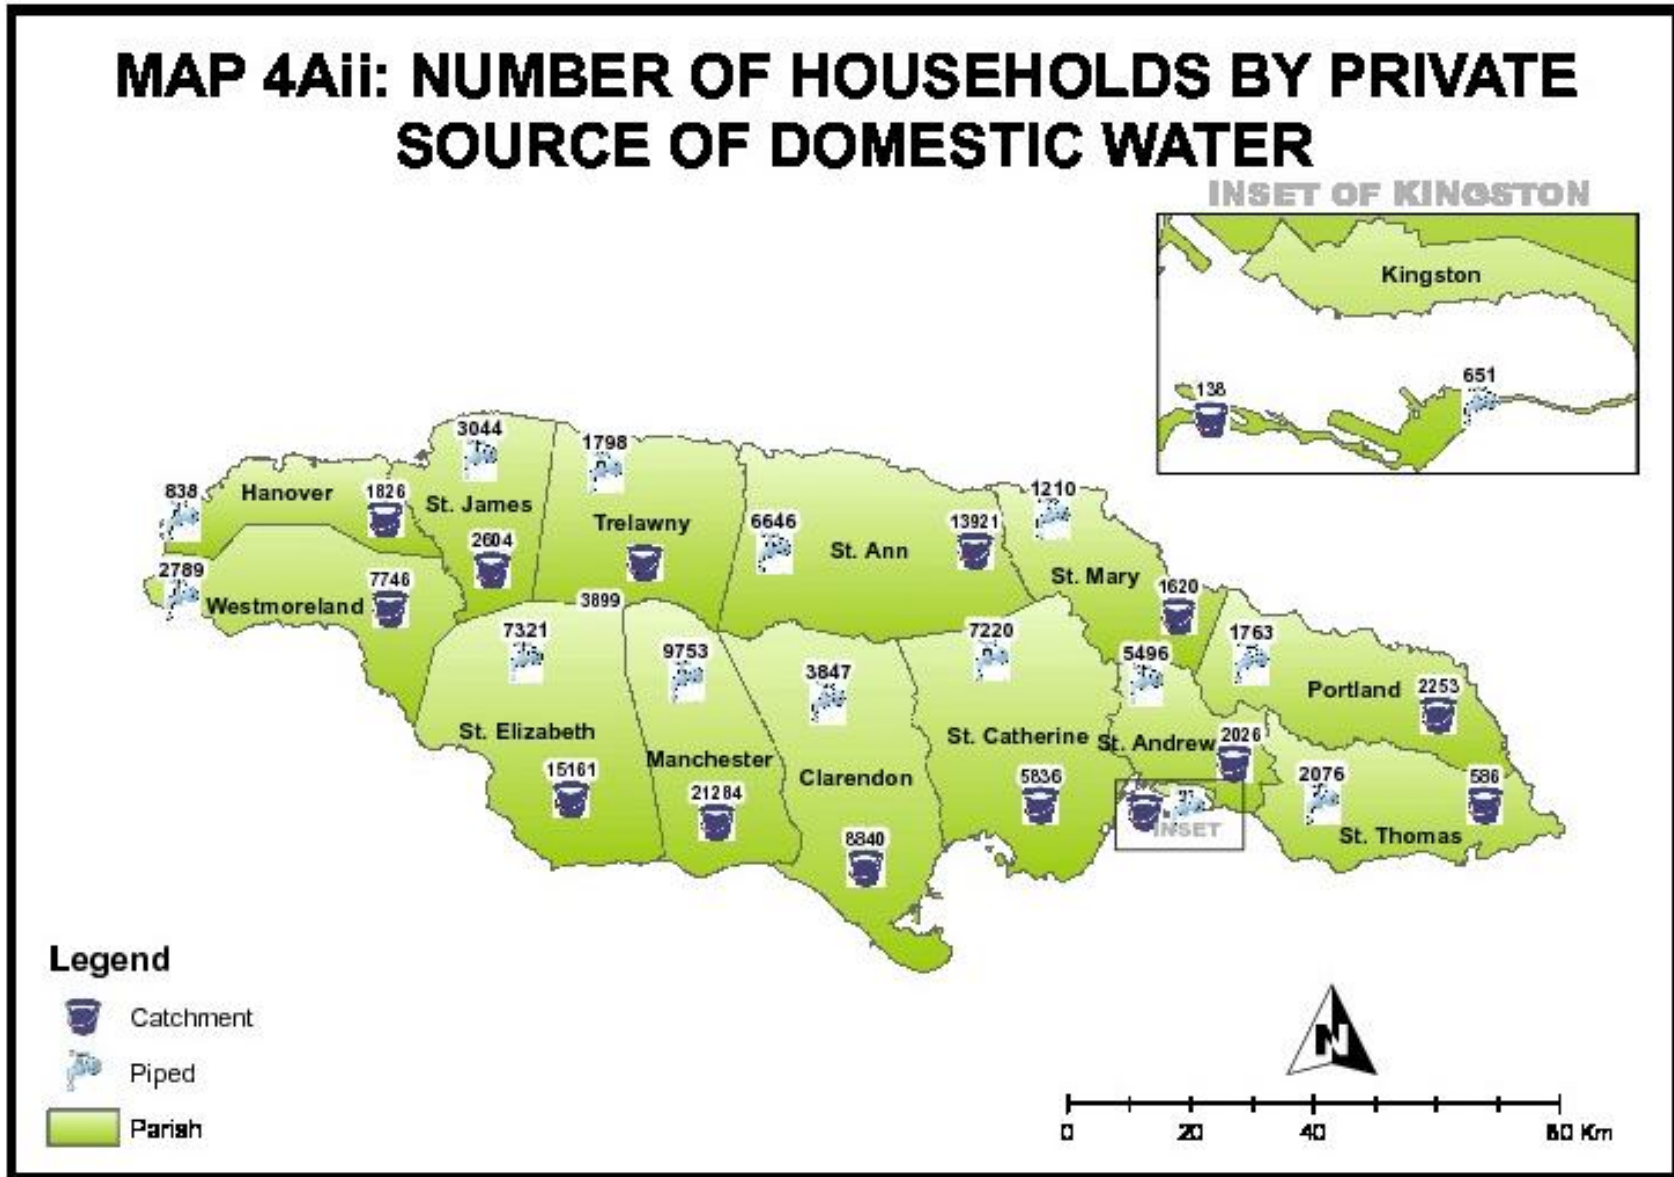 MAP 4Aii: NUMBER OF HOUSEHOLDS BY PRIVATE
SOURCE OF DOMESTIC WATER
INSET OF KINGSTON
Kingston
138
651
3044
1798
838
Hanover
1826
St. James
2604
Trelawny
6646
St. Ann
13921
1210
St. Mary
1620
2789
Westmoreland
7746
3899
7321
9753
3847
7220
5496
1763
Portland
2253
St. Elizabeth
15161
Manchester
21284
Clarendon
8840
St. Catherine
5836
St. Andrew
2026
2076
586
St. Thomas
INSET
Legend
Catchment
Piped
Parish
N
0 20 40 80 Km